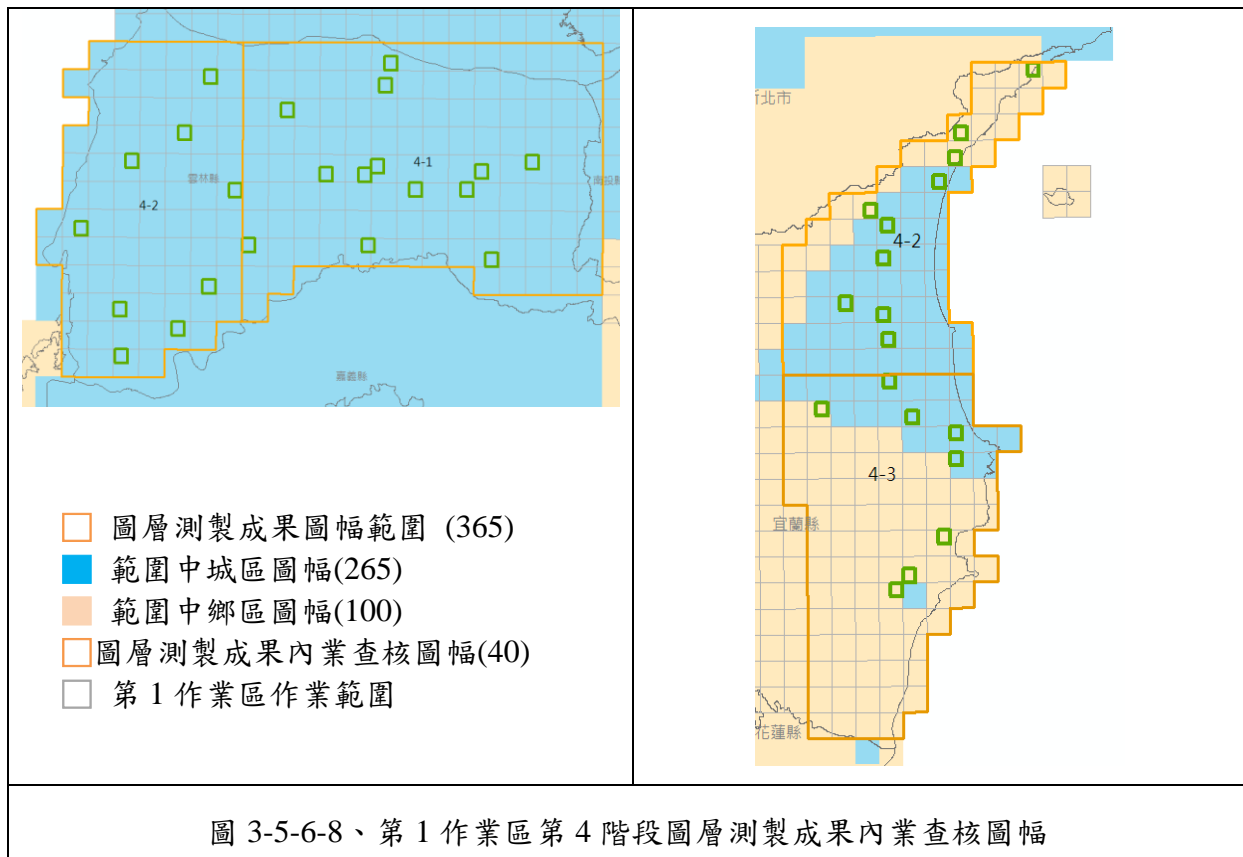 4-1
雲林縣
南投縣
4-2
嘉義縣
圖層測製成果圖幅範圍 (365)
範圍中城區圖幅(265)
範圍中鄉區圖幅(100)
圖層測製成果內業查核圖幅(40)
第 1 作業區作業範圍
新北市
4-2
4-3
宜蘭縣
花蓮縣
圖 3-5-6-8、第 1 作業區第 4 階段圖層測製成果內業查核圖幅